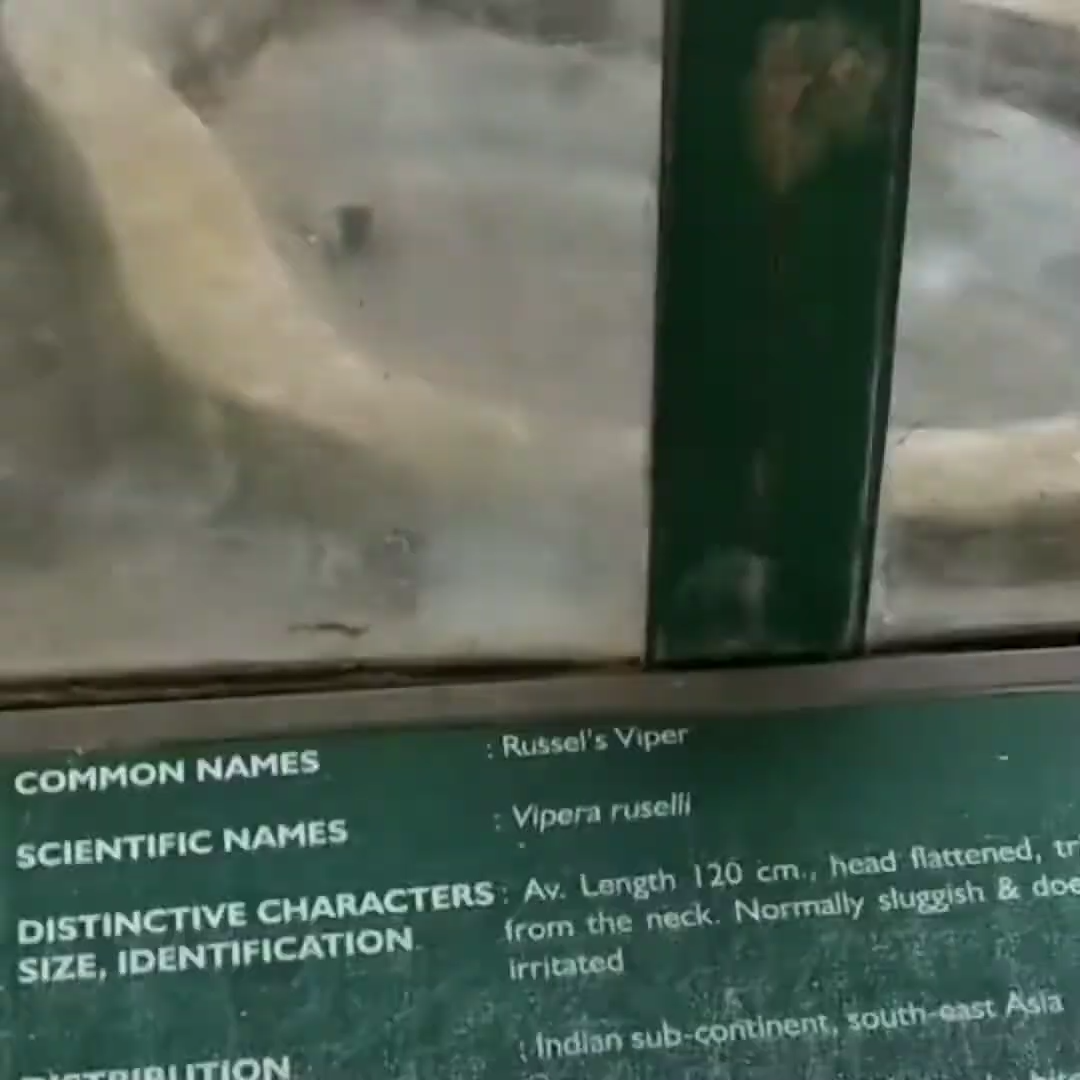 COMMON NAMES : Russel's Viper
SCIENTIFIC NAMES : Vipera ruselli
DISTINCTIVE CHARACTERS : Av. Length 120 cm., head flattened,
SIZE, IDENTIFICATION from the neck. Normally sluggish &
irritated
DISTRIBUTION : Indian sub-continent, south-east Asia